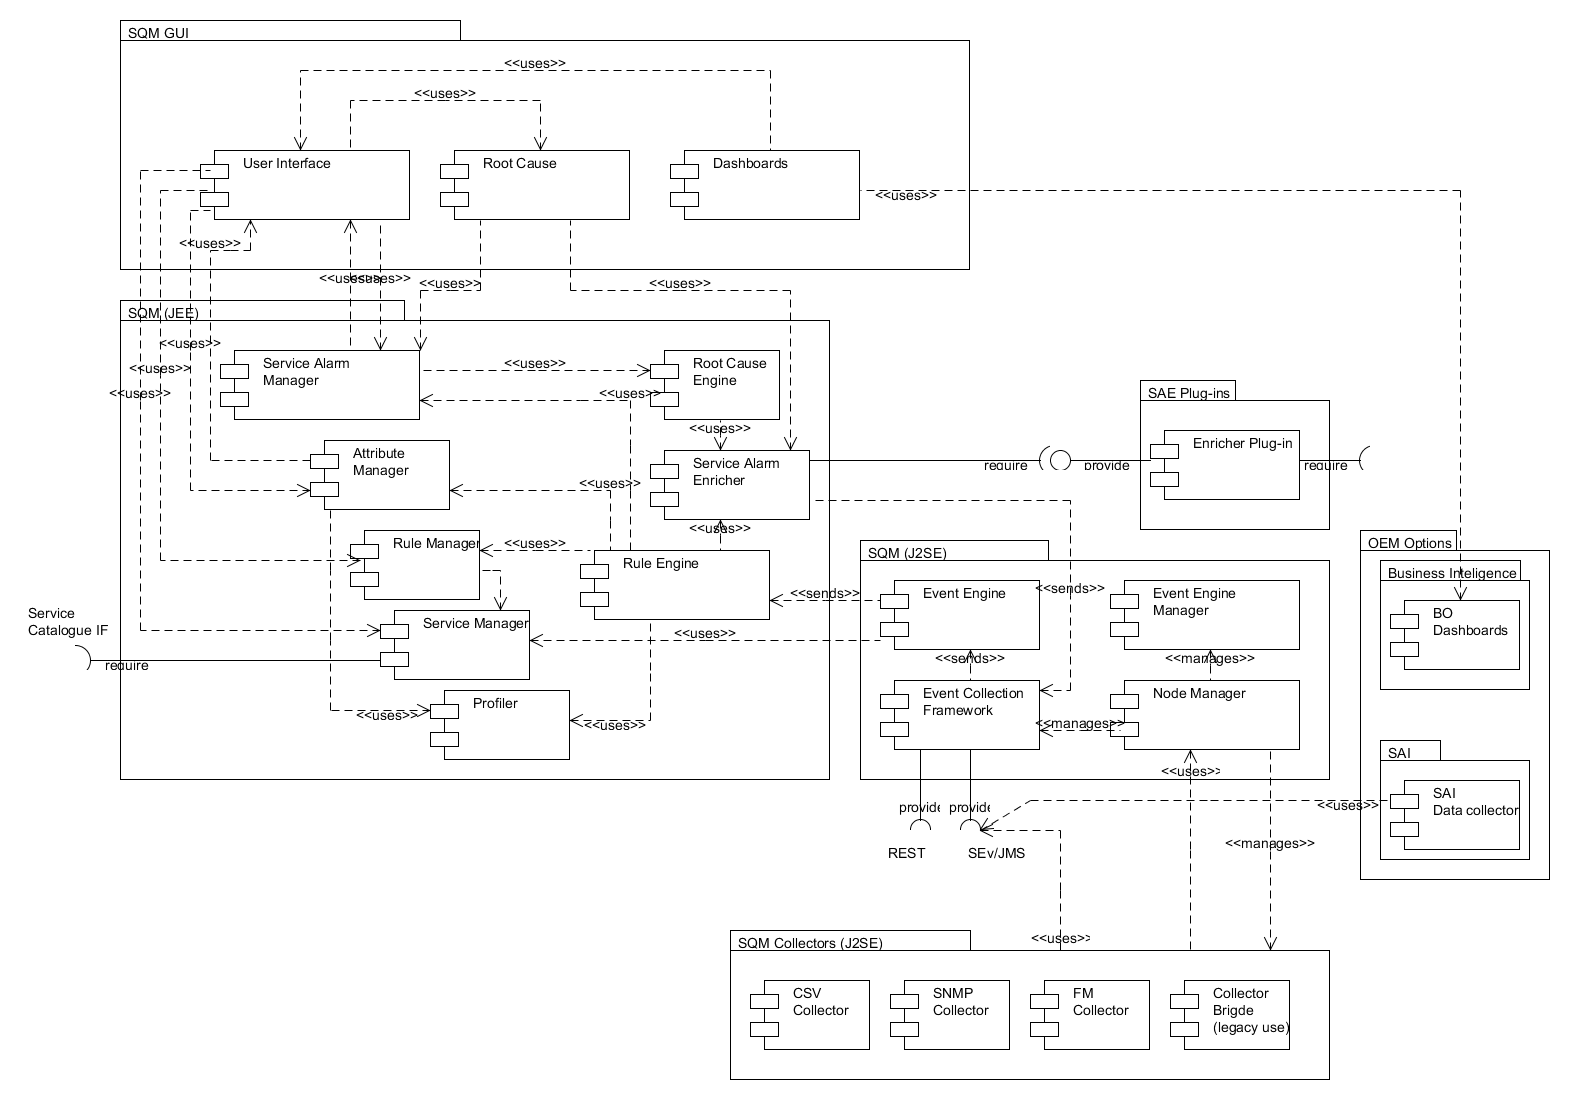 SQM GUI
<<uses>>
<<uses>>
User Interface
Root Cause
Dashboards
<<uses>>
<<uses>>
<<uses>>
<<uses>>
<<uses>>
<<uses>>
SQM (JEE)
<<uses>>
<<uses>>
<<uses>>
Service Alarm
Manager
<<uses>>
Root Cause
Engine
<<uses>>
<<uses>>
SAE Plug-ins
Attribute
Manager
Service Alarm
Enricher
require
provide
Enricher Plug-in
require
<<uses>>
<<uses>>
Rule Manager
<<uses>>
Rule Engine
SQM (J2SE)
OEM Options
Business Inteligence
Event Engine
<<sends>>
<<sends>>
Event Engine
Manager
BO
Dashboards
Service
Catalogue IF
require
Service Manager
<<uses>>
<<sends>>
<<manages>>
Profiler
<<uses>>
<<uses>>
Event Collection
Framework
<<manages>>
Node Manager
SAI
<<uses>>
provide
provide
<<uses>>
SAI
Data collector
REST
SEv/JMS
<<manages>>
<<uses>>
SQM Collectors (J2SE)
CSV
Collector
SNMP
Collector
FM
Collector
Collector
Brigde
(legacy use)